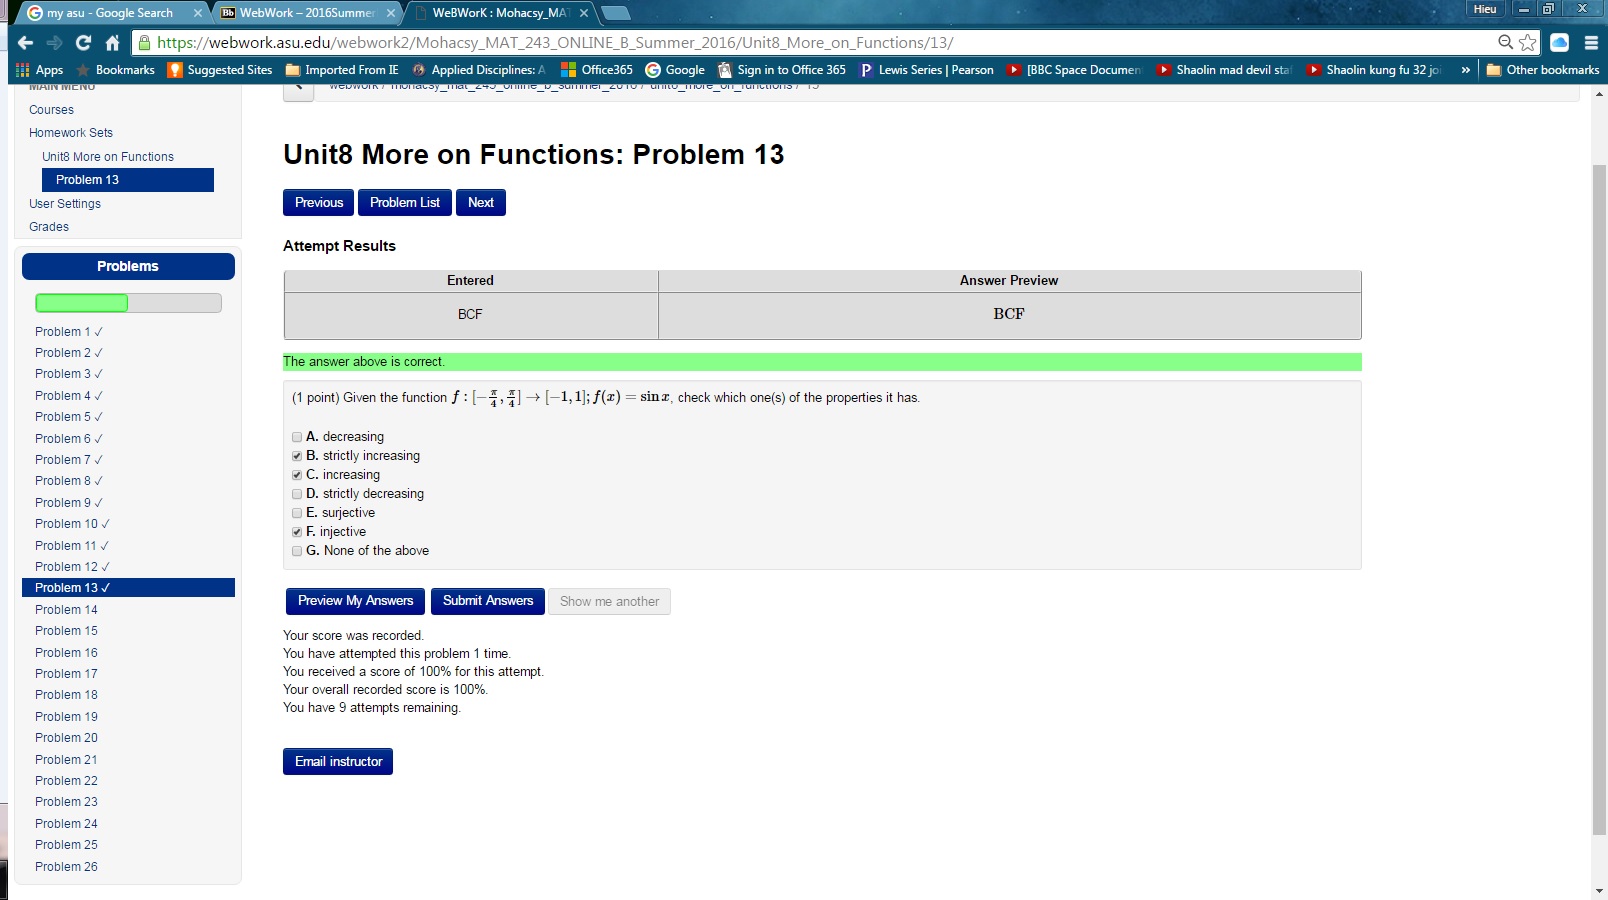 my asu - Google Search
WebWork – 2016Summer
WeBWorK : Mohacsy_MA
Hieu
https://webwork.asu.edu/webwork2/Mohacsy_MAT_243_ONLINE_B_Summer_2016/Unit8_More_on_Functions/13/
Apps Bookmarks Suggested Sites Imported From IE Applied Disciplines: A Office365 Google Sign in to Office 365 Lewis Series | Pearson [BBC Space Documen Shaolin mad devil sta Shaolin kung fu 32 joi » Other bookmarks
MAIN MENU
webwork / mohacsy_mat_243_online_b_summer_2016 / unit8_more_on_functions / 13
Courses
Homework Sets
Unit8 More on Functions
Problem 13
User Settings
Grades
Problems
Problem 1 ✓
Problem 2 ✓
Problem 3 ✓
Problem 4 ✓
Problem 5 ✓
Problem 6 ✓
Problem 7 ✓
Problem 8 ✓
Problem 9 ✓
Problem 10 ✓
Problem 11 ✓
Problem 12 ✓
Problem 13 ✓
Problem 14
Problem 15
Problem 16
Problem 17
Problem 18
Problem 19
Problem 20
Problem 21
Problem 22
Problem 23
Problem 24
Problem 25
Problem 26
Unit8 More on Functions: Problem 13
Previous Problem List Next
Attempt Results
Entered Answer Preview
BCF BCF
The answer above is correct.
(1 point) Given the function f : [−π/4, π/4] → [−1, 1]; f(x) = sin x, check which one(s) of the properties it has.
A. decreasing
B. strictly increasing
C. increasing
D. strictly decreasing
E. surjective
F. injective
G. None of the above
Preview My Answers Submit Answers Show me another
Your score was recorded.
You have attempted this problem 1 time.
You received a score of 100% for this attempt.
Your overall recorded score is 100%.
You have 9 attempts remaining.
Email instructor